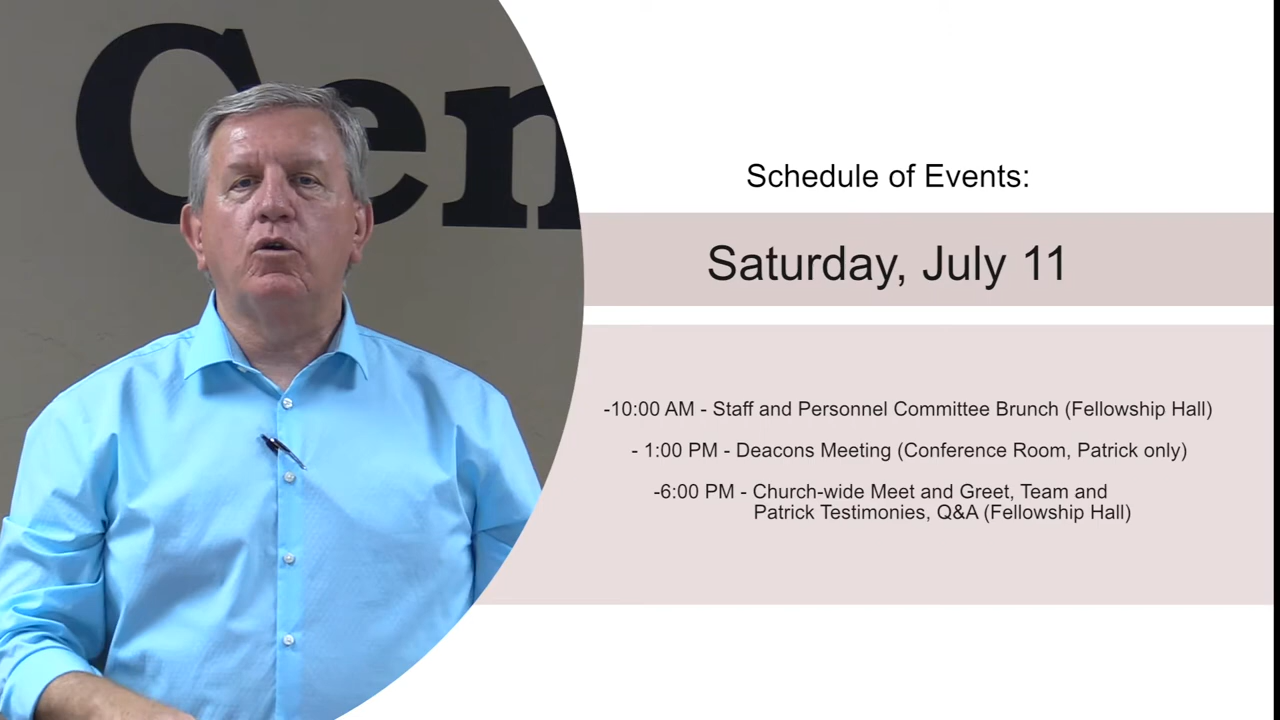 Cen
Schedule of Events:
Saturday, July 11
-10:00 AM - Staff and Personnel Committee Brunch (Fellowship Hall)
- 1:00 PM - Deacons Meeting (Conference Room, Patrick only)
-6:00 PM - Church-wide Meet and Greet, Team and
Patrick Testimonies, Q&A (Fellowship Hall)